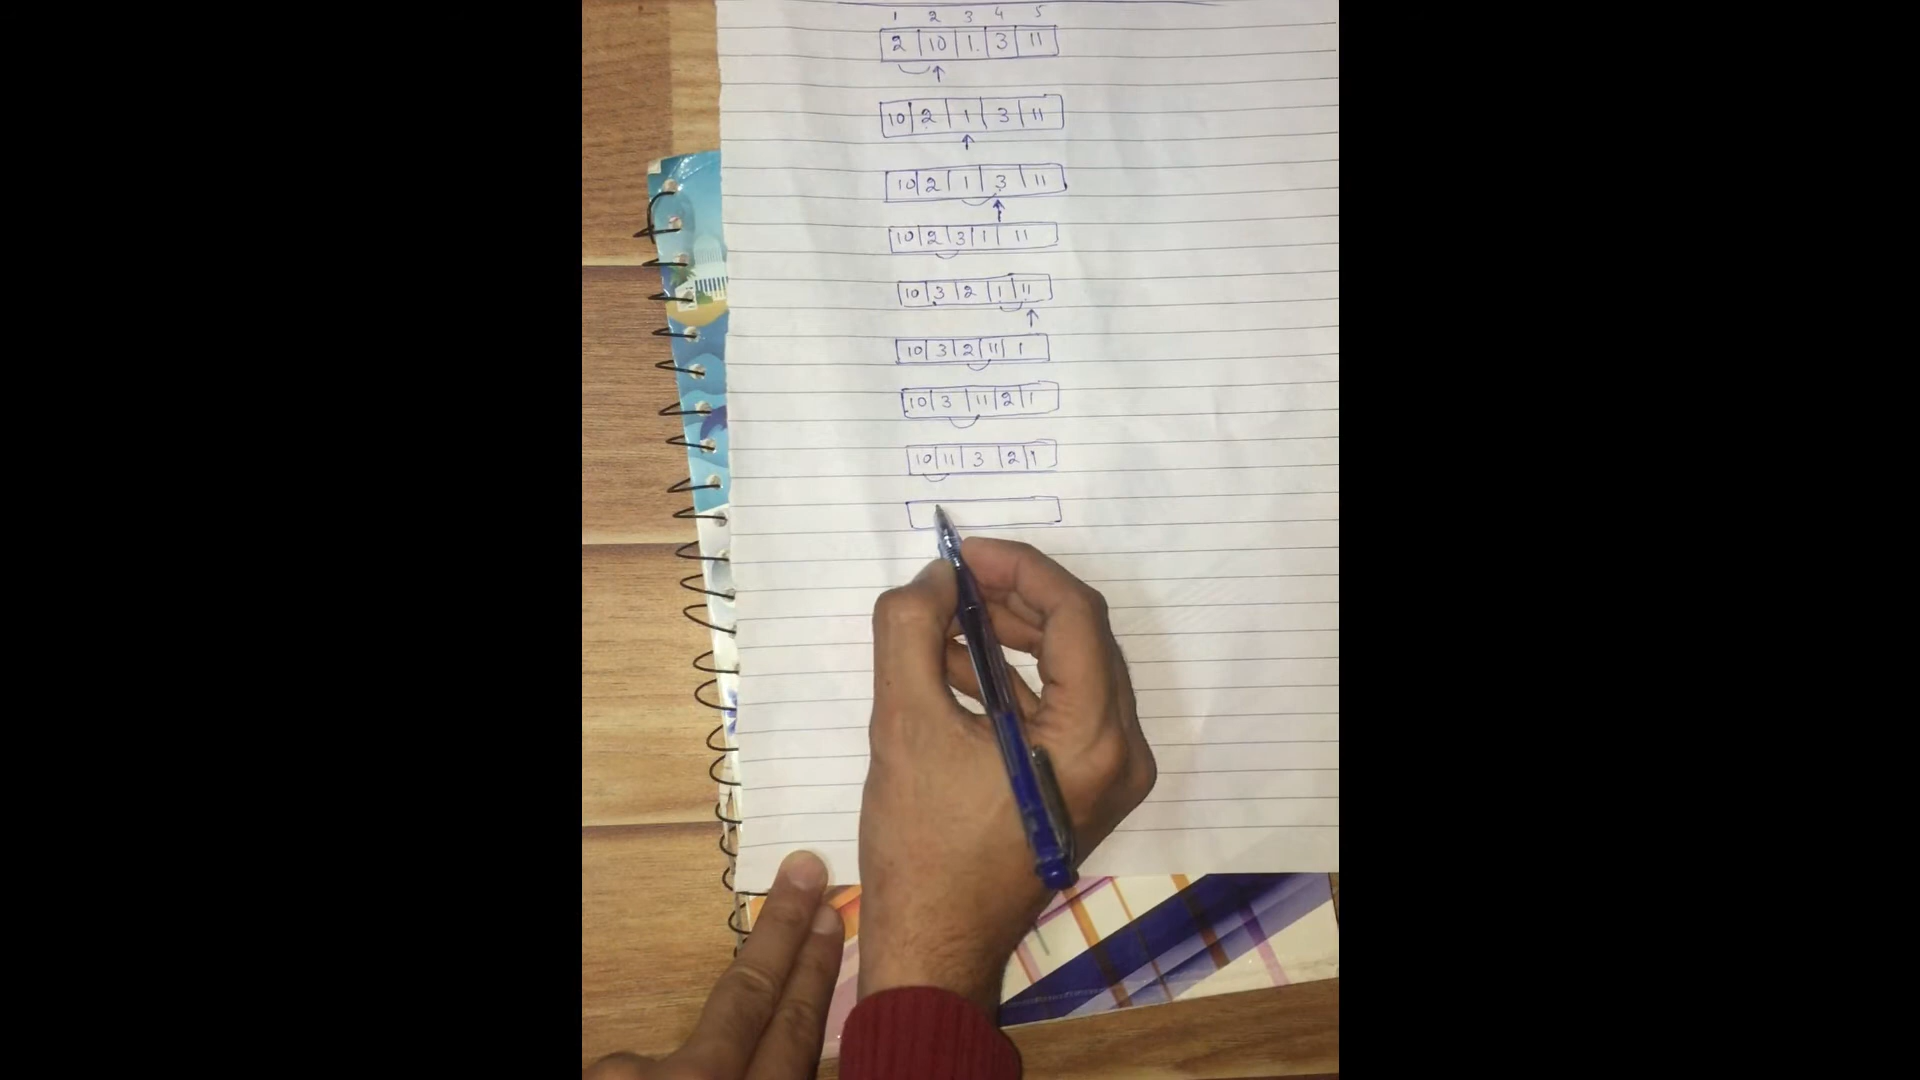 1 2 3 4 5
2 10 1 3 11
10 2 1 3 11
10 2 1 3 11
10 2 3 1 11
10 3 2 1 11
10 3 2 11 1
10 3 11 2 1
10 11 3 2 1